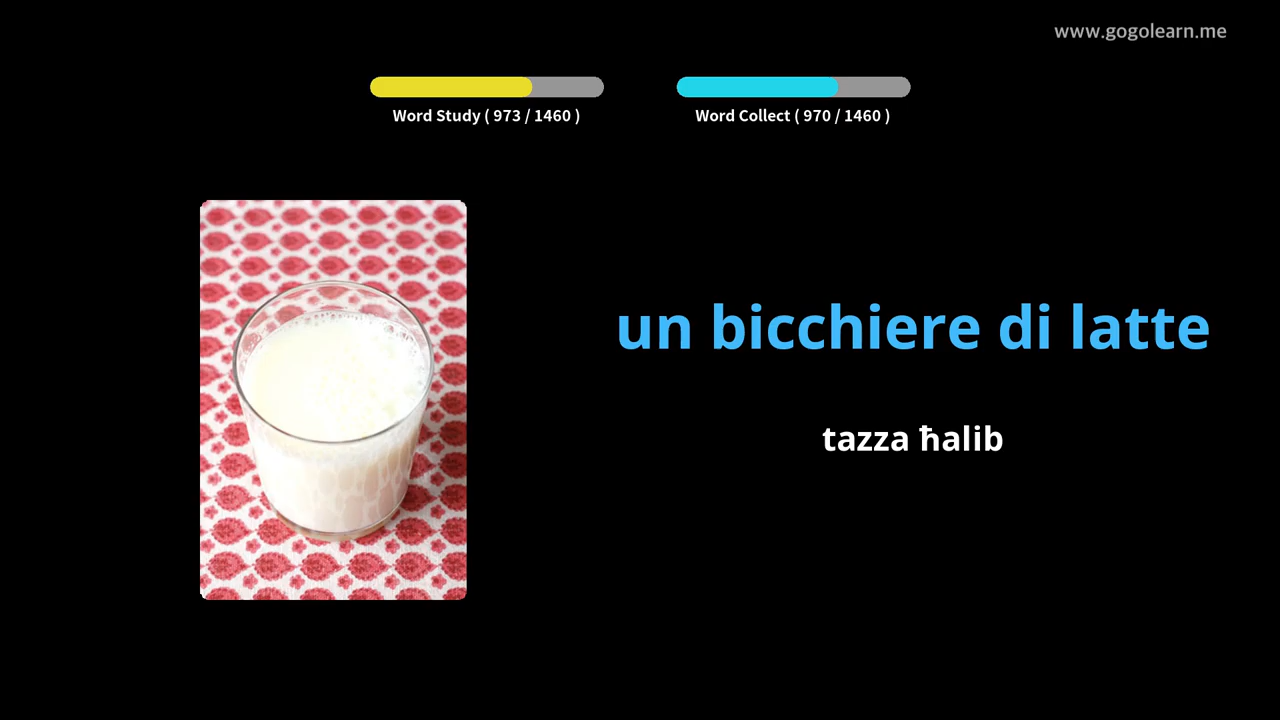 www.gogolearn.me
Word Study ( 973 / 1460 )
Word Collect ( 970 / 1460 )
un bicchiere di latte
tazza ħalib